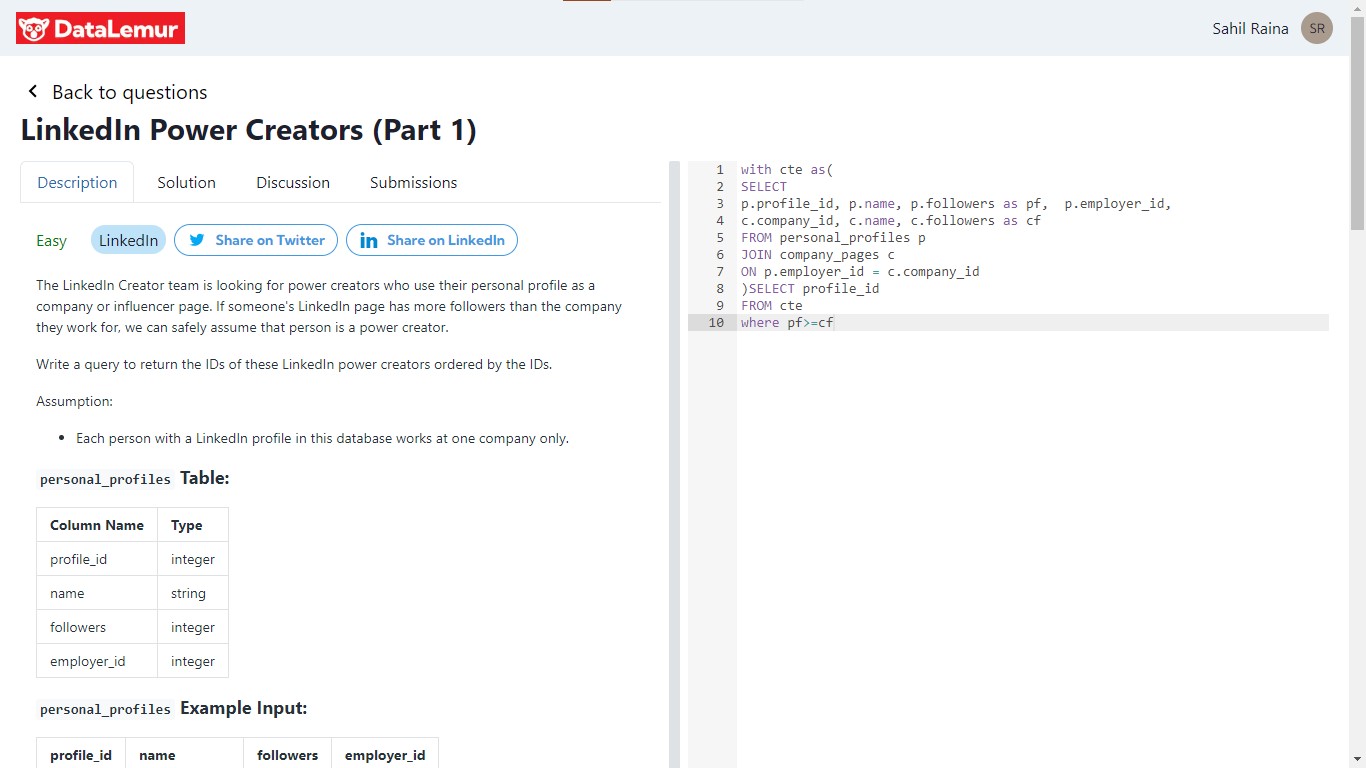 DataLemur
Sahil Raina
SR
Back to questions
LinkedIn Power Creators (Part 1)
Description
Solution
Discussion
Submissions
Easy
LinkedIn
Share on Twitter
in Share on LinkedIn
The LinkedIn Creator team is looking for power creators who use their personal profile as a
company or influencer page. If someone's LinkedIn page has more followers than the company
they work for, we can safely assume that person is a power creator.
Write a query to return the IDs of these LinkedIn power creators ordered by the IDs.
Assumption:
• Each person with a LinkedIn profile in this database works at one company only.
personal_profiles Table:
Column Name Type
profile_id integer
name string
followers integer
employer_id integer
personal_profiles Example Input:
profile_id name followers employer_id
1 with cte as(
2 SELECT
3 p.profile_id, p.name, p.followers as pf,  p.employer_id,
4 c.company_id, c.name, c.followers as cf
5 FROM personal_profiles p
6 JOIN company_pages c
7 ON p.employer_id = c.company_id
8 )SELECT profile_id
9 FROM cte
10 where pf>=cf